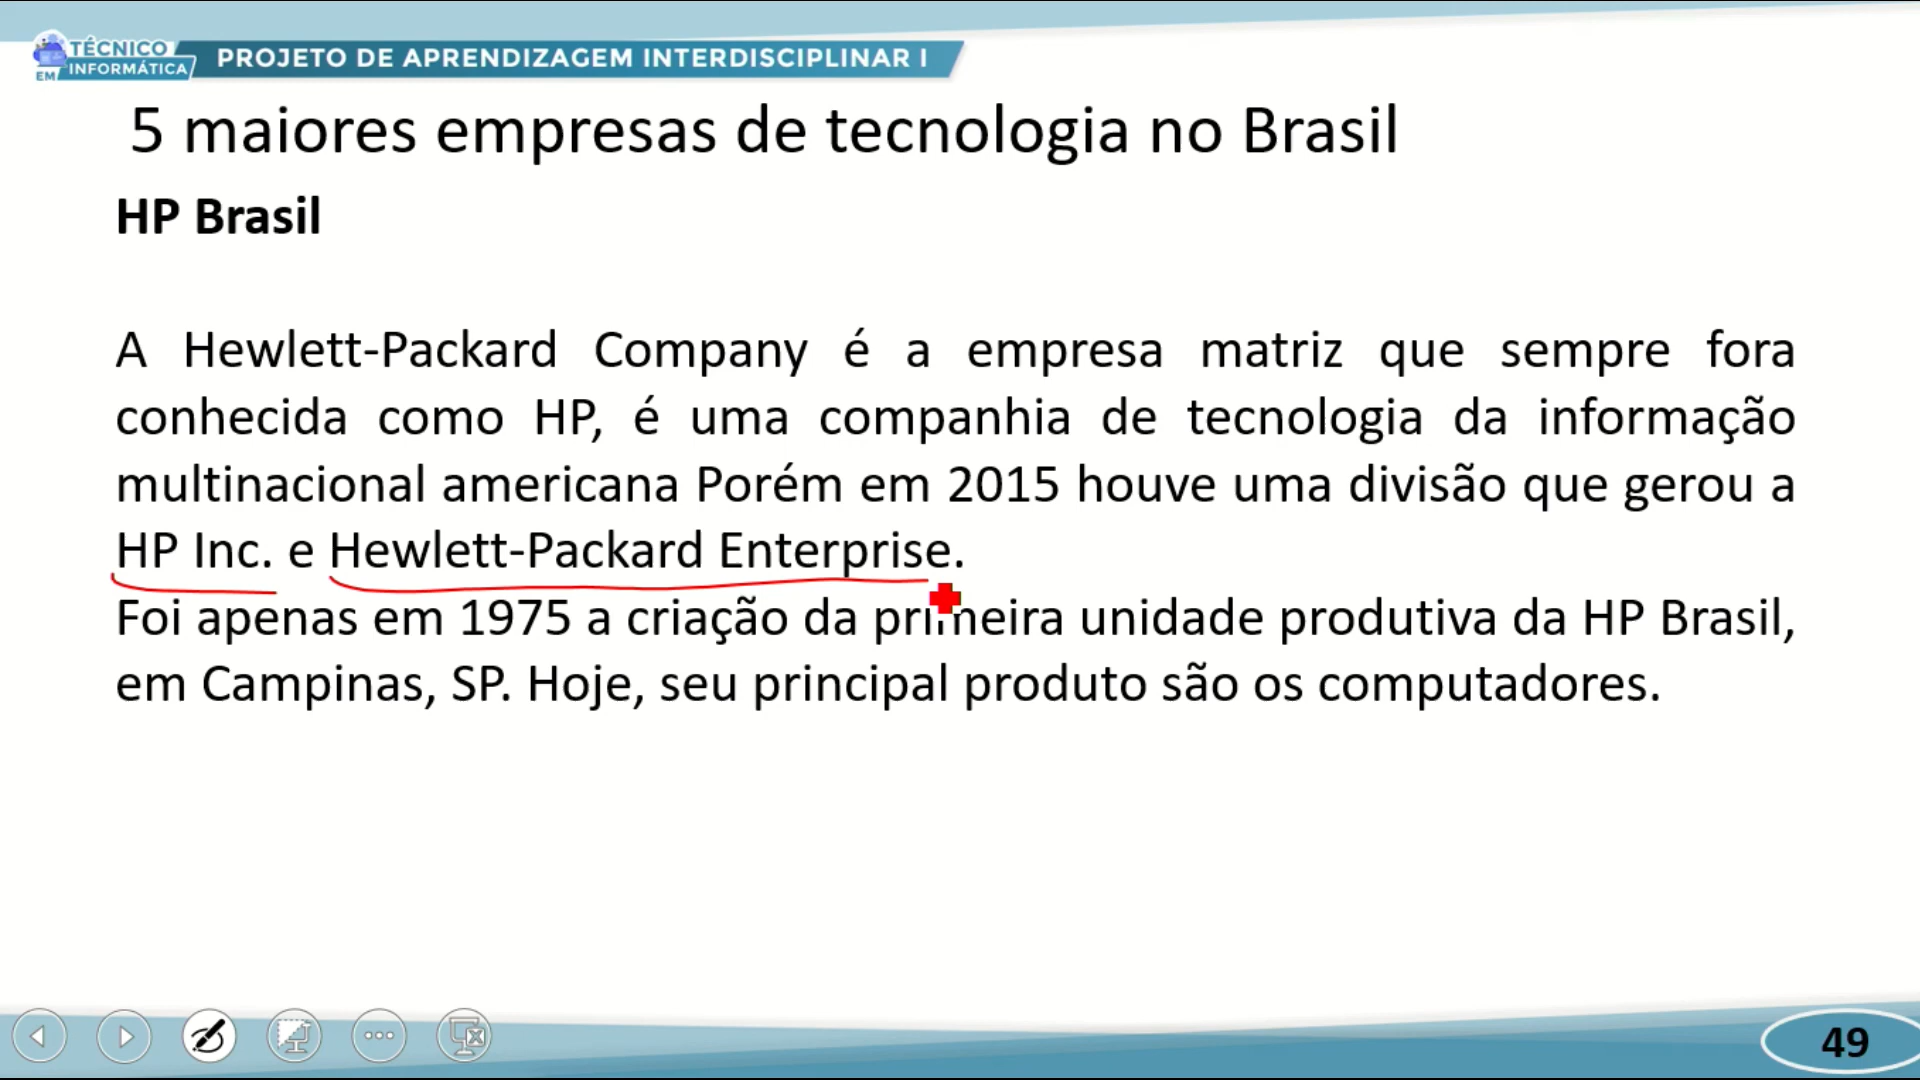 TÉCNICO
EM INFORMÁTICA
PROJETO DE APRENDIZAGEM INTERDISCIPLINAR I
5 maiores empresas de tecnologia no Brasil
HP Brasil
A Hewlett-Packard Company é a empresa matriz que sempre fora
conhecida como HP, é uma companhia de tecnologia da informação
multinacional americana Porém em 2015 houve uma divisão que gerou a
HP Inc. e Hewlett-Packard Enterprise.
Foi apenas em 1975 a criação da primeira unidade produtiva da HP Brasil,
em Campinas, SP. Hoje, seu principal produto são os computadores.
49